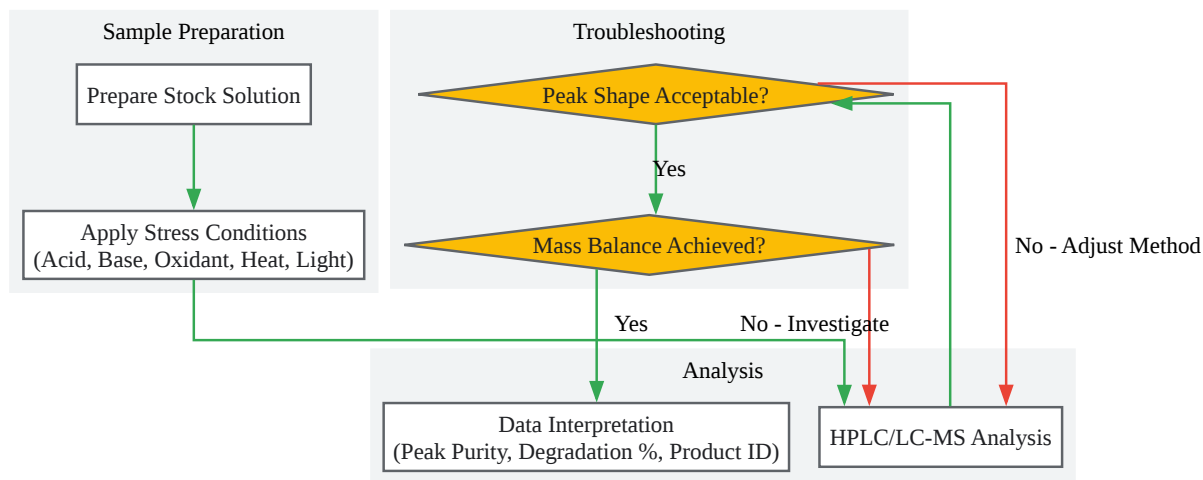 Sample Preparation
Troubleshooting
Prepare Stock Solution
Peak Shape Acceptable?
Yes
Apply Stress Conditions
(Acid, Base, Oxidant, Heat, Light)
Mass Balance Achieved?
No - Adjust Method
Yes
No - Investigate
Analysis
Data Interpretation
(Peak Purity, Degradation %, Product ID)
HPLC/LC-MS Analysis